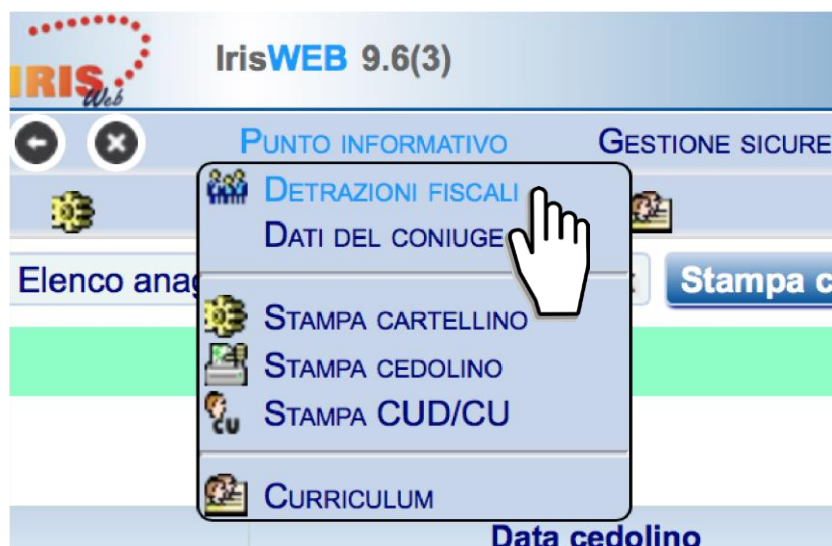 IRIS
Web
IrisWEB 9.6(3)
PUNTO INFORMATIVO GESTIONE SICURE
DETRAZIONI FISCALI
DATI DEL CONIUGE
Elenco anag Stampa c
STAMPA CARTELLINO
STAMPA CEDOLINO
CU STAMPA CUD/CU
CURRICULUM
Data cedolino